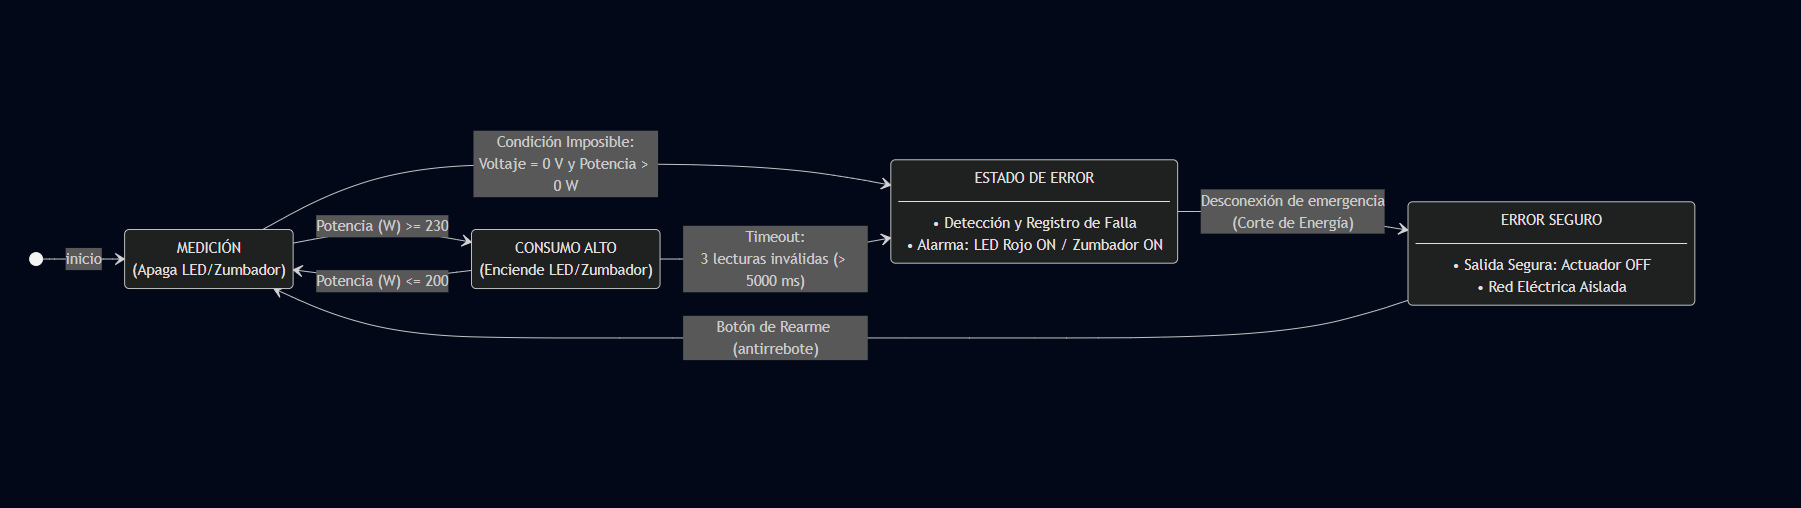 inicio
MEDICIÓN
(Apaga LED/Zumbador)
Condición Imposible:
Voltaje = 0 V y Potencia >
0 W
Potencia (W) >= 230
Potencia (W) <= 200
CONSUMO ALTO
(Enciende LED/Zumbador)
Timeout:
3 lecturas inválidas (>
5000 ms)
Botón de Rearme
(antirrebote)
ESTADO DE ERROR
• Detección y Registro de Falla
• Alarma: LED Rojo ON / Zumbador ON
Desconexión de emergencia
(Corte de Energía)
ERROR SEGURO
• Salida Segura: Actuador OFF
• Red Eléctrica Aislada